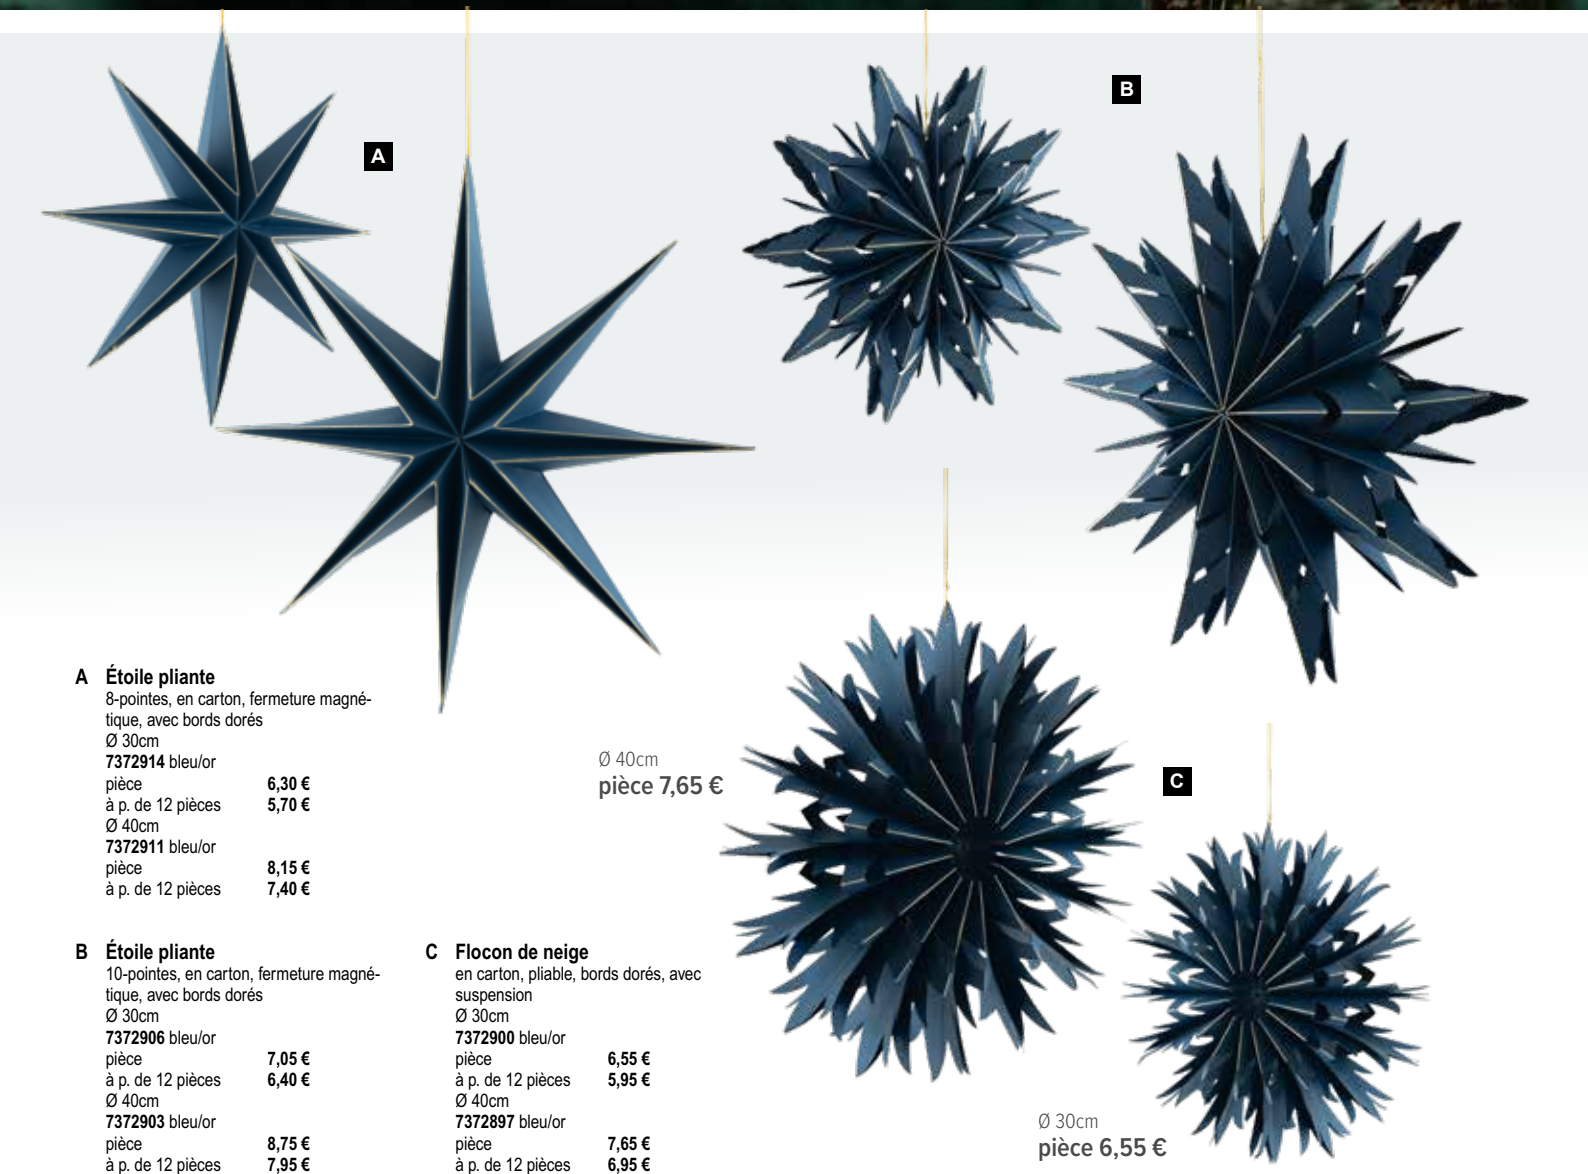 A
B
A Étoile pliante
8-pointes, en carton, fermeture magné-
tique, avec bords dorés
Ø 30cm
7372914 bleu/or
pièce 6,30 €
à p. de 12 pièces 5,70 €
Ø 40cm
7372911 bleu/or
pièce 8,15 €
à p. de 12 pièces 7,40 €
Ø 40cm
pièce 7,65 €
C
B Étoile pliante
10-pointes, en carton, fermeture magné-
tique, avec bords dorés
Ø 30cm
7372906 bleu/or
pièce 7,05 €
à p. de 12 pièces 6,40 €
Ø 40cm
7372903 bleu/or
pièce 8,75 €
à p. de 12 pièces 7,95 €
C Flocon de neige
en carton, pliable, bords dorés, avec
suspension
Ø 30cm
7372900 bleu/or
pièce 6,55 €
à p. de 12 pièces 5,95 €
Ø 40cm
7372897 bleu/or
pièce 7,65 €
à p. de 12 pièces 6,95 €
Ø 30cm
pièce 6,55 €